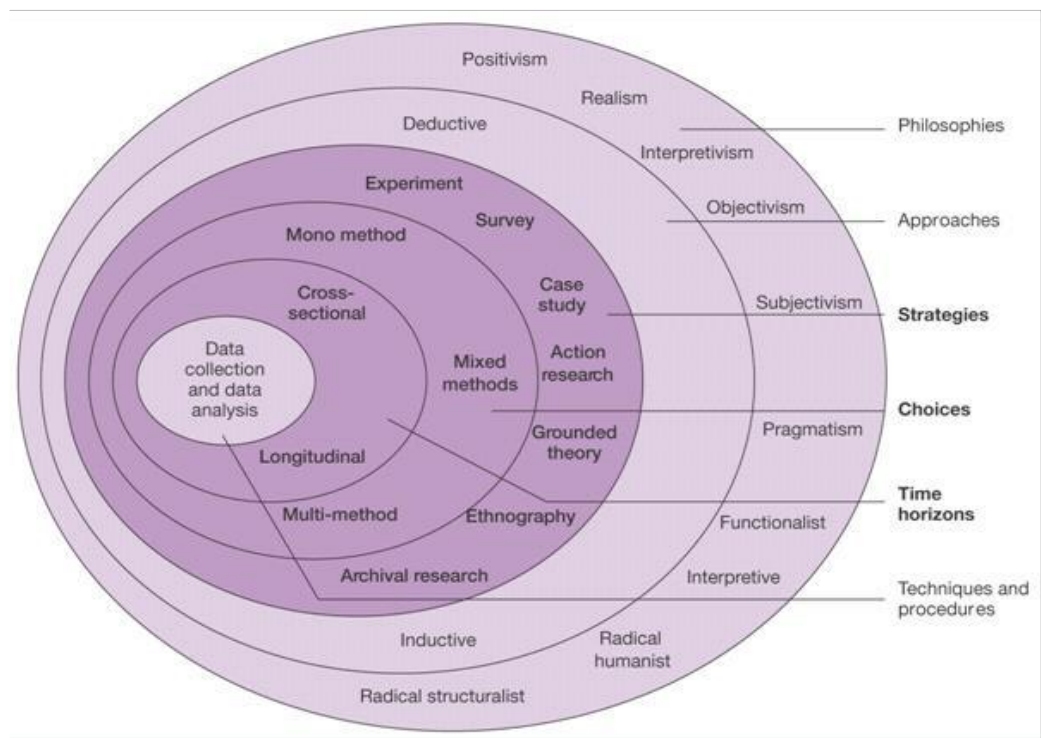 Positivism
Realism
Deductive
Philosophies
Interpretivism
Experiment
Objectivism
Survey
Approaches
Mono method
Case
study
Cross-
sectional
Subjectivism
Strategies
Data
collection
and data
analysis
Mixed
methods
Action
research
Choices
Pragmatism
Grounded
theory
Longitudinal
Time
horizons
Multi-method
Ethnography
Functionalist
Archival research
Interpretive
Techniques and
procedures
Inductive
Radical
humanist
Radical structuralist